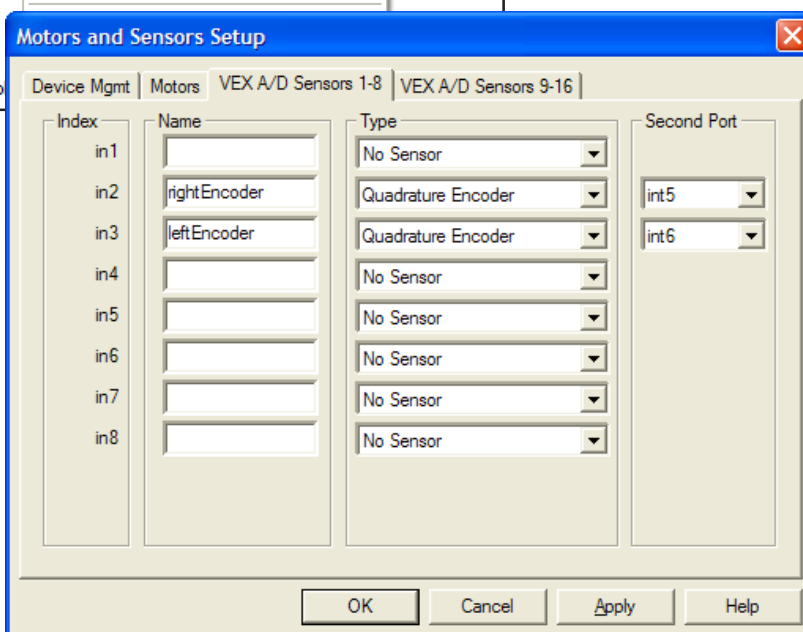 Motors and Sensors Setup
Device Mgmt Motors VEX A/D Sensors 1-8 VEX A/D Sensors 9-16
Index Name Type Second Port
in1 No Sensor
in2 rightEncoder Quadrature Encoder int5
in3 leftEncoder Quadrature Encoder int6
in4 No Sensor
in5 No Sensor
in6 No Sensor
in7 No Sensor
in8 No Sensor
OK Cancel Apply Help